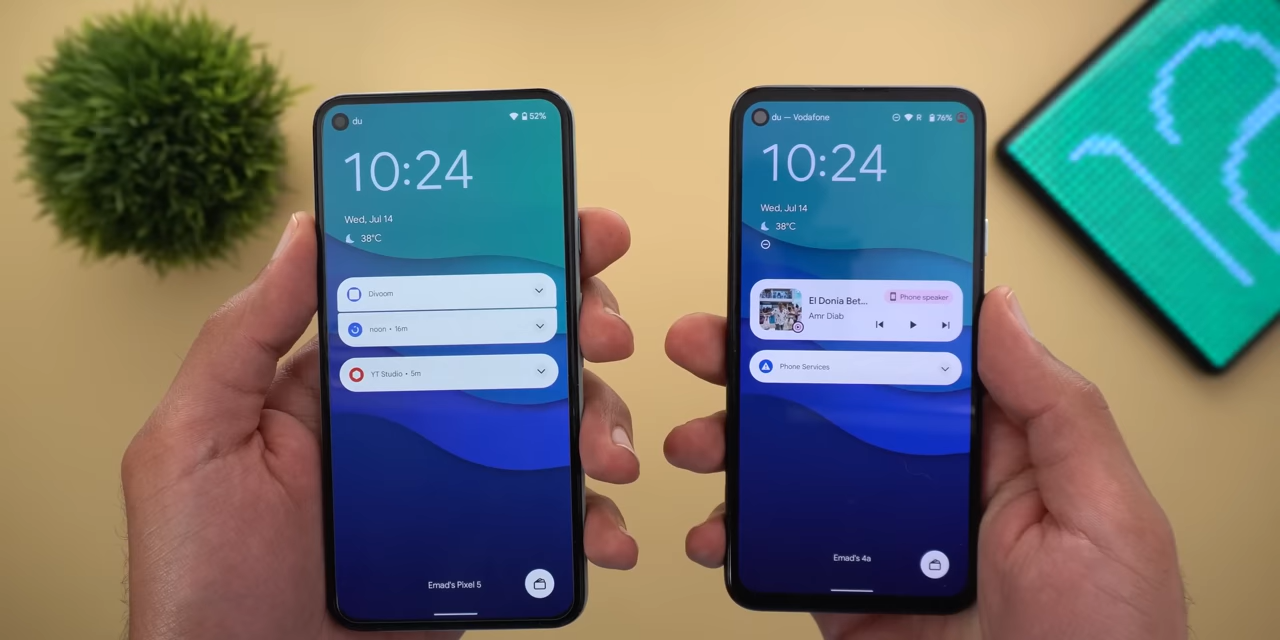 du
52%
10:24
Wed, Jul 14
38°C
Divoom
noon • 16m
YT Studio • 5m
Emad's Pixel 5
du — Vodafone
R
76%
10:24
Wed, Jul 14
38°C
El Donia Bet...
Phone speaker
Amr Diab
Phone Services
Emad's 4a
12